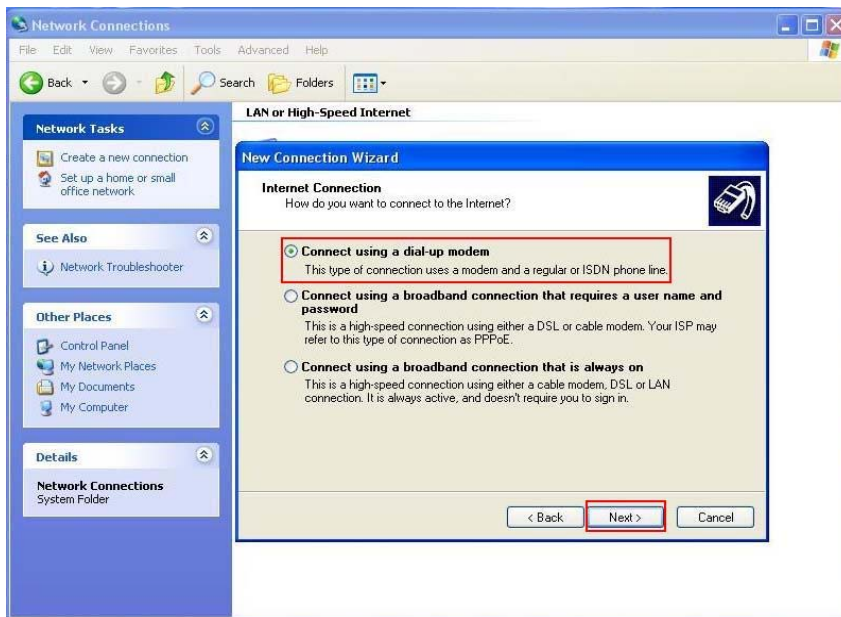 Network Connections
File Edit View Favorites Tools Advanced Help
Back Search Folders
Network Tasks
Create a new connection
Set up a home or small
office network
See Also
Network Troubleshooter
Other Places
Control Panel
My Network Places
My Documents
My Computer
Details
Network Connections
System Folder
LAN or High-Speed Internet
New Connection Wizard
Internet Connection
How do you want to connect to the Internet?
Connect using a dial-up modem
This type of connection uses a modem and a regular or ISDN phone line.
Connect using a broadband connection that requires a user name and
password
This is a high-speed connection using either a DSL or cable modem. Your ISP may
refer to this type of connection as PPPoE.
Connect using a broadband connection that is always on
This is a high-speed connection using either a cable modem, DSL or LAN
connection. It is always active, and doesn't require you to sign in.
< Back Next > Cancel